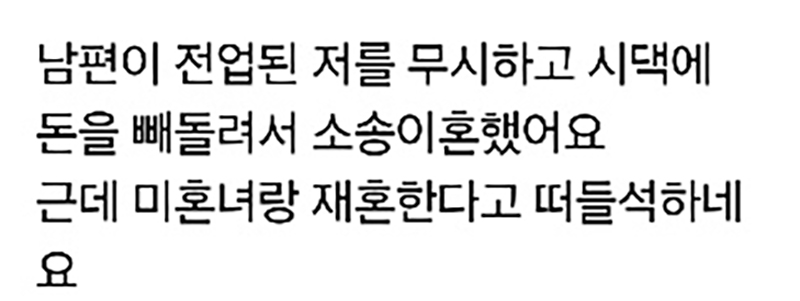 남편이 전업된 저를 무시하고 시댁에
돈을 빼돌려서 소송이혼했어요
근데 미혼녀랑 재혼한다고 떠들석하네
요